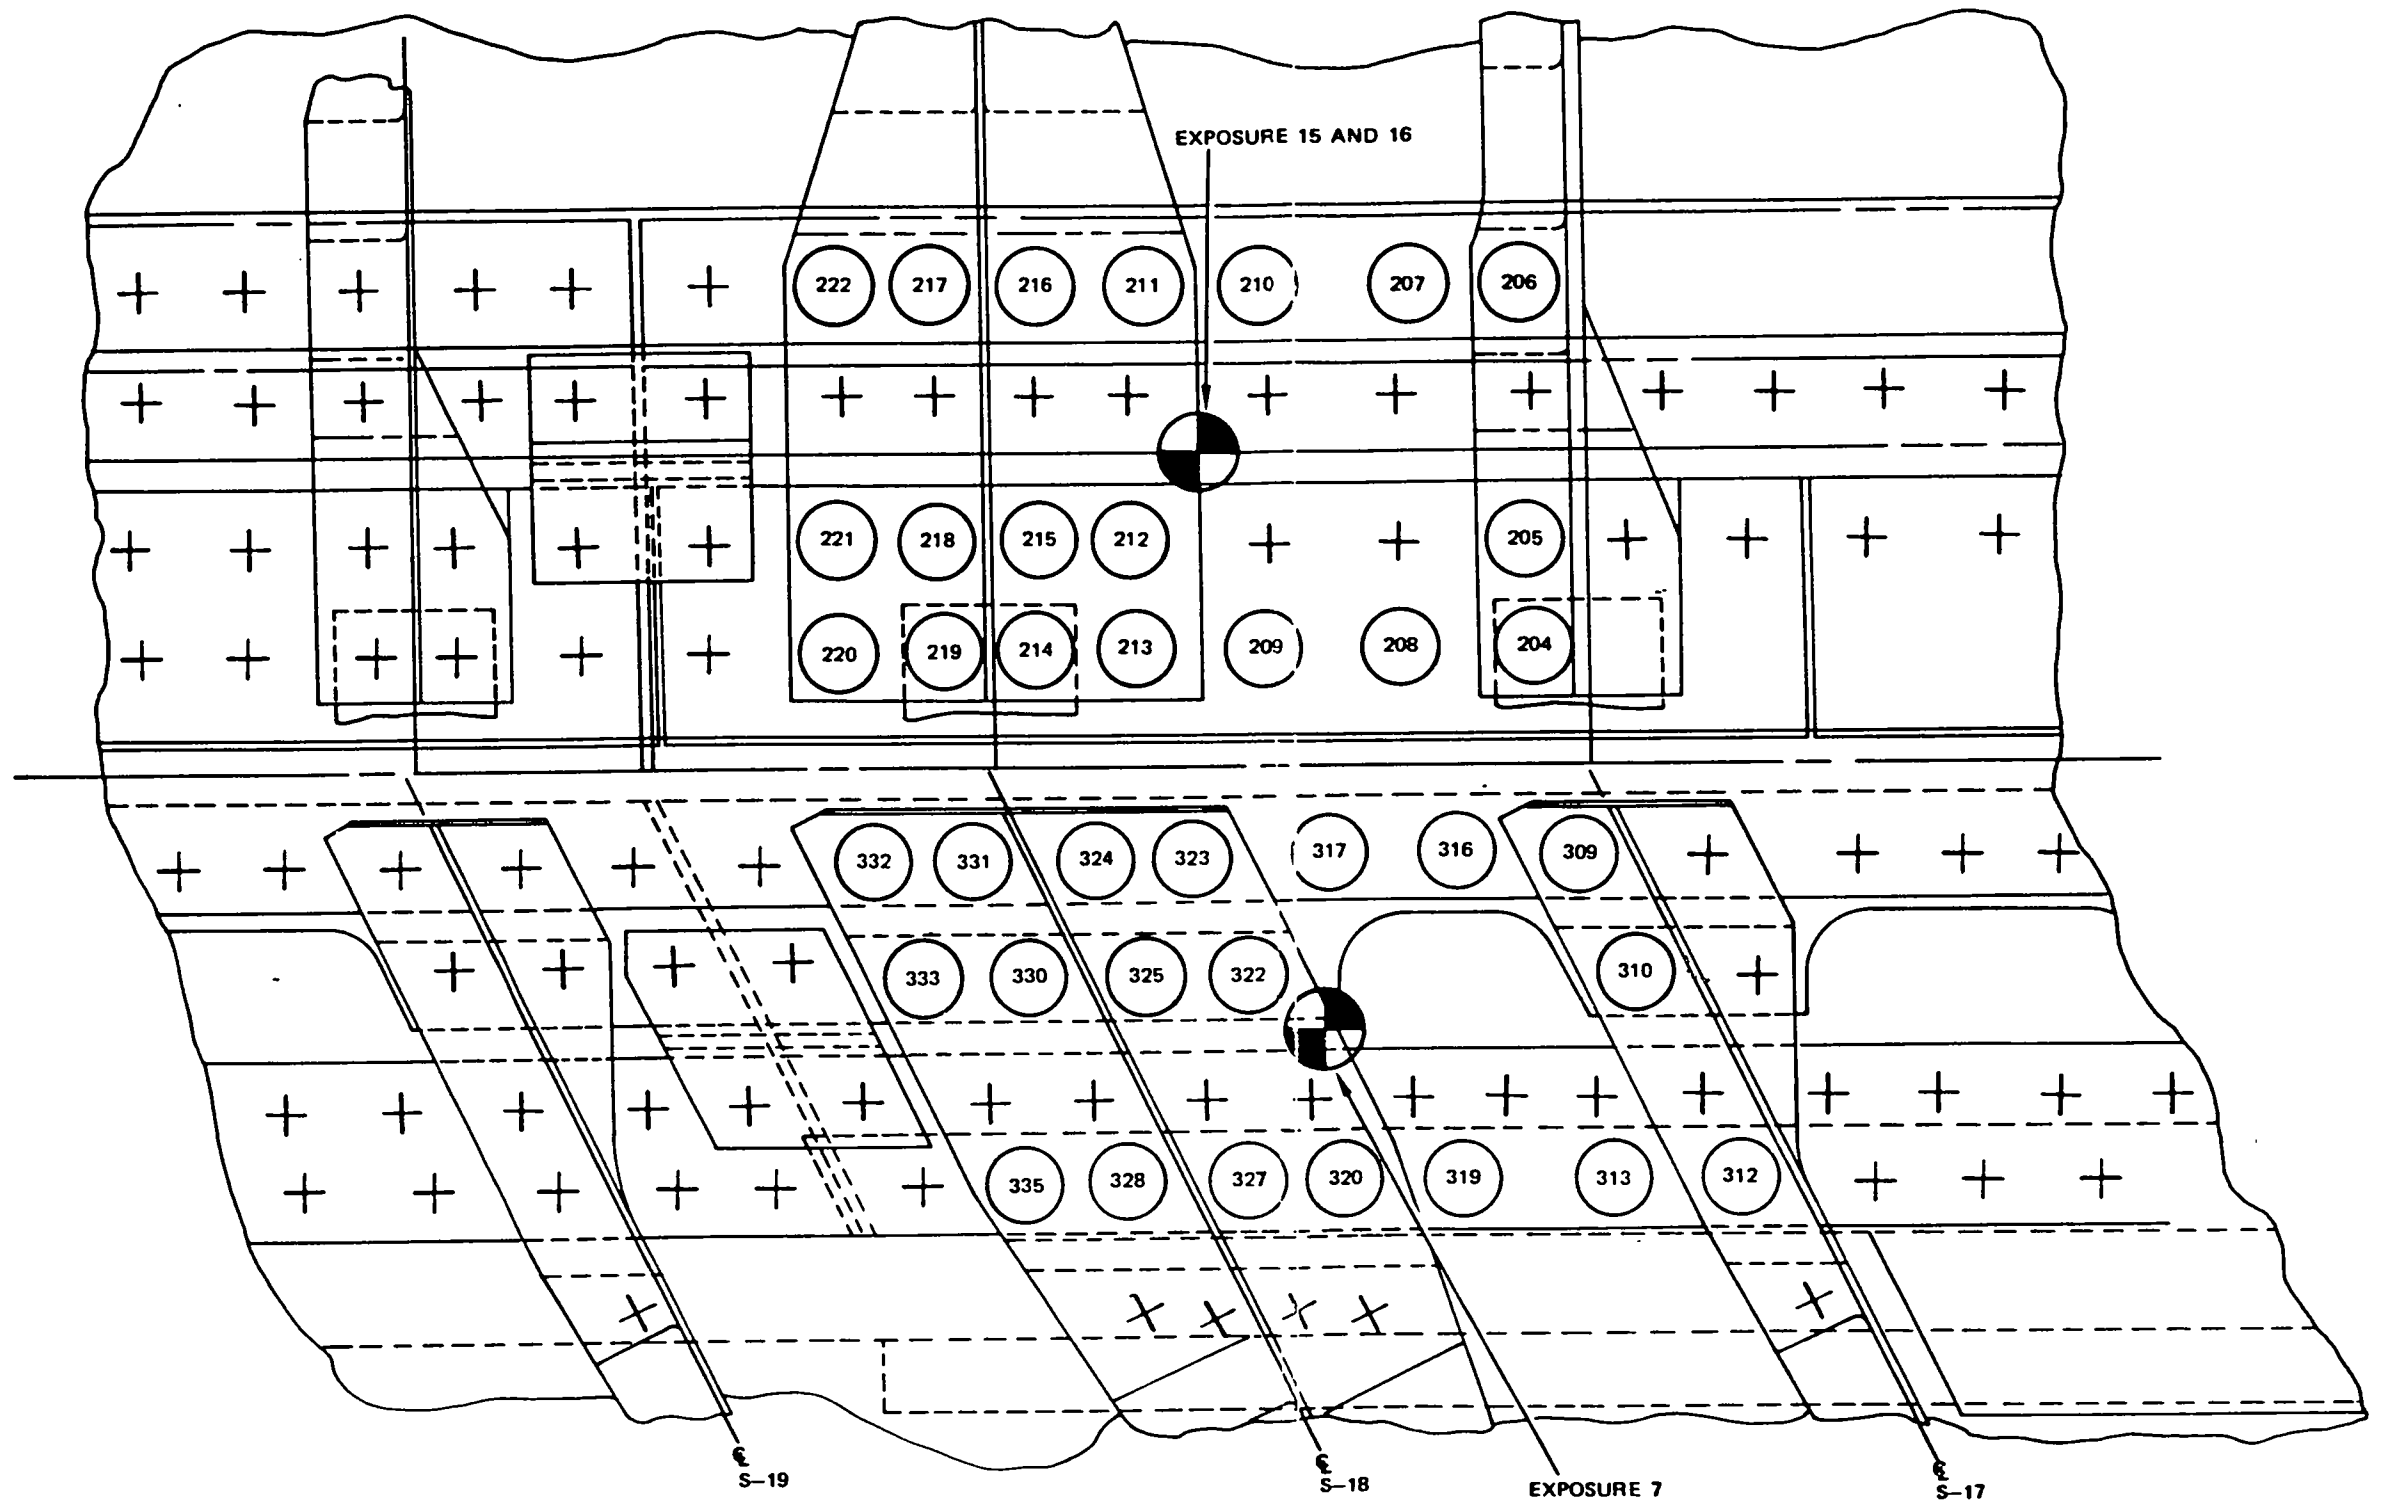 EXPOSURE 15 AND 16
222 217 216 211 210 207 206
221 218 215 212 205
220 219 214 213 209 208 204
332 331 324 323 317 316 309
333 330 325 322 310
335 328 327 320 319 313 312
℄
S-19
℄
S-18
EXPOSURE 7
℄
S-17